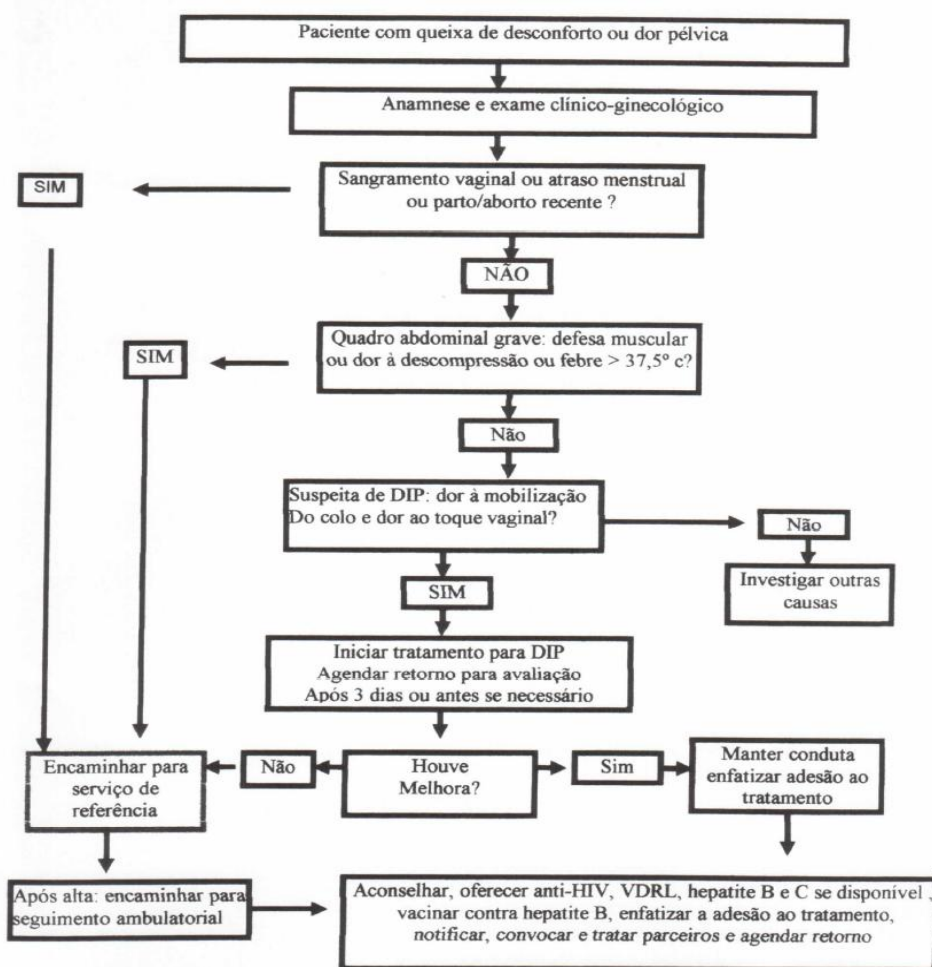 Paciente com queixa de desconforto ou dor pélvica
Anamnese e exame clínico-ginecológico
Sangramento vaginal ou atraso menstrual
ou parto/aborto recente ?
SIM
NÃO
Quadro abdominal grave: defesa muscular
ou dor à descompressão ou febre > 37,5º c?
SIM
Não
Suspeita de DIP: dor à mobilização
Do colo e dor ao toque vaginal?
Não
SIM
Investigar outras
causas
Iniciar tratamento para DIP
Agendar retorno para avaliação
Após 3 dias ou antes se necessário
Encaminhar para
serviço de
referência
Não
Houve
Melhora?
Sim
Manter conduta
enfatizar adesão ao
tratamento
Após alta: encaminhar para
seguimento ambulatorial
Aconselhar, oferecer anti-HIV, VDRL, hepatite B e C se disponível ,
vacinar contra hepatite B, enfatizar a adesão ao tratamento,
notificar, convocar e tratar parceiros e agendar retorno